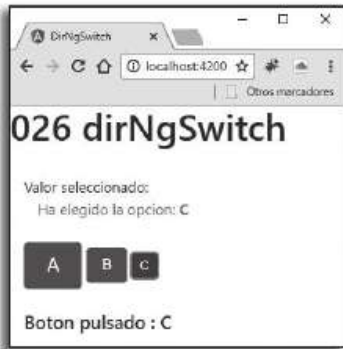 DirNgSwitch
localhost:4200
Otros marcadores
026 dirNgSwitch
Valor seleccionado:
Ha elegido la opcion: C
A B C
Boton pulsado : C